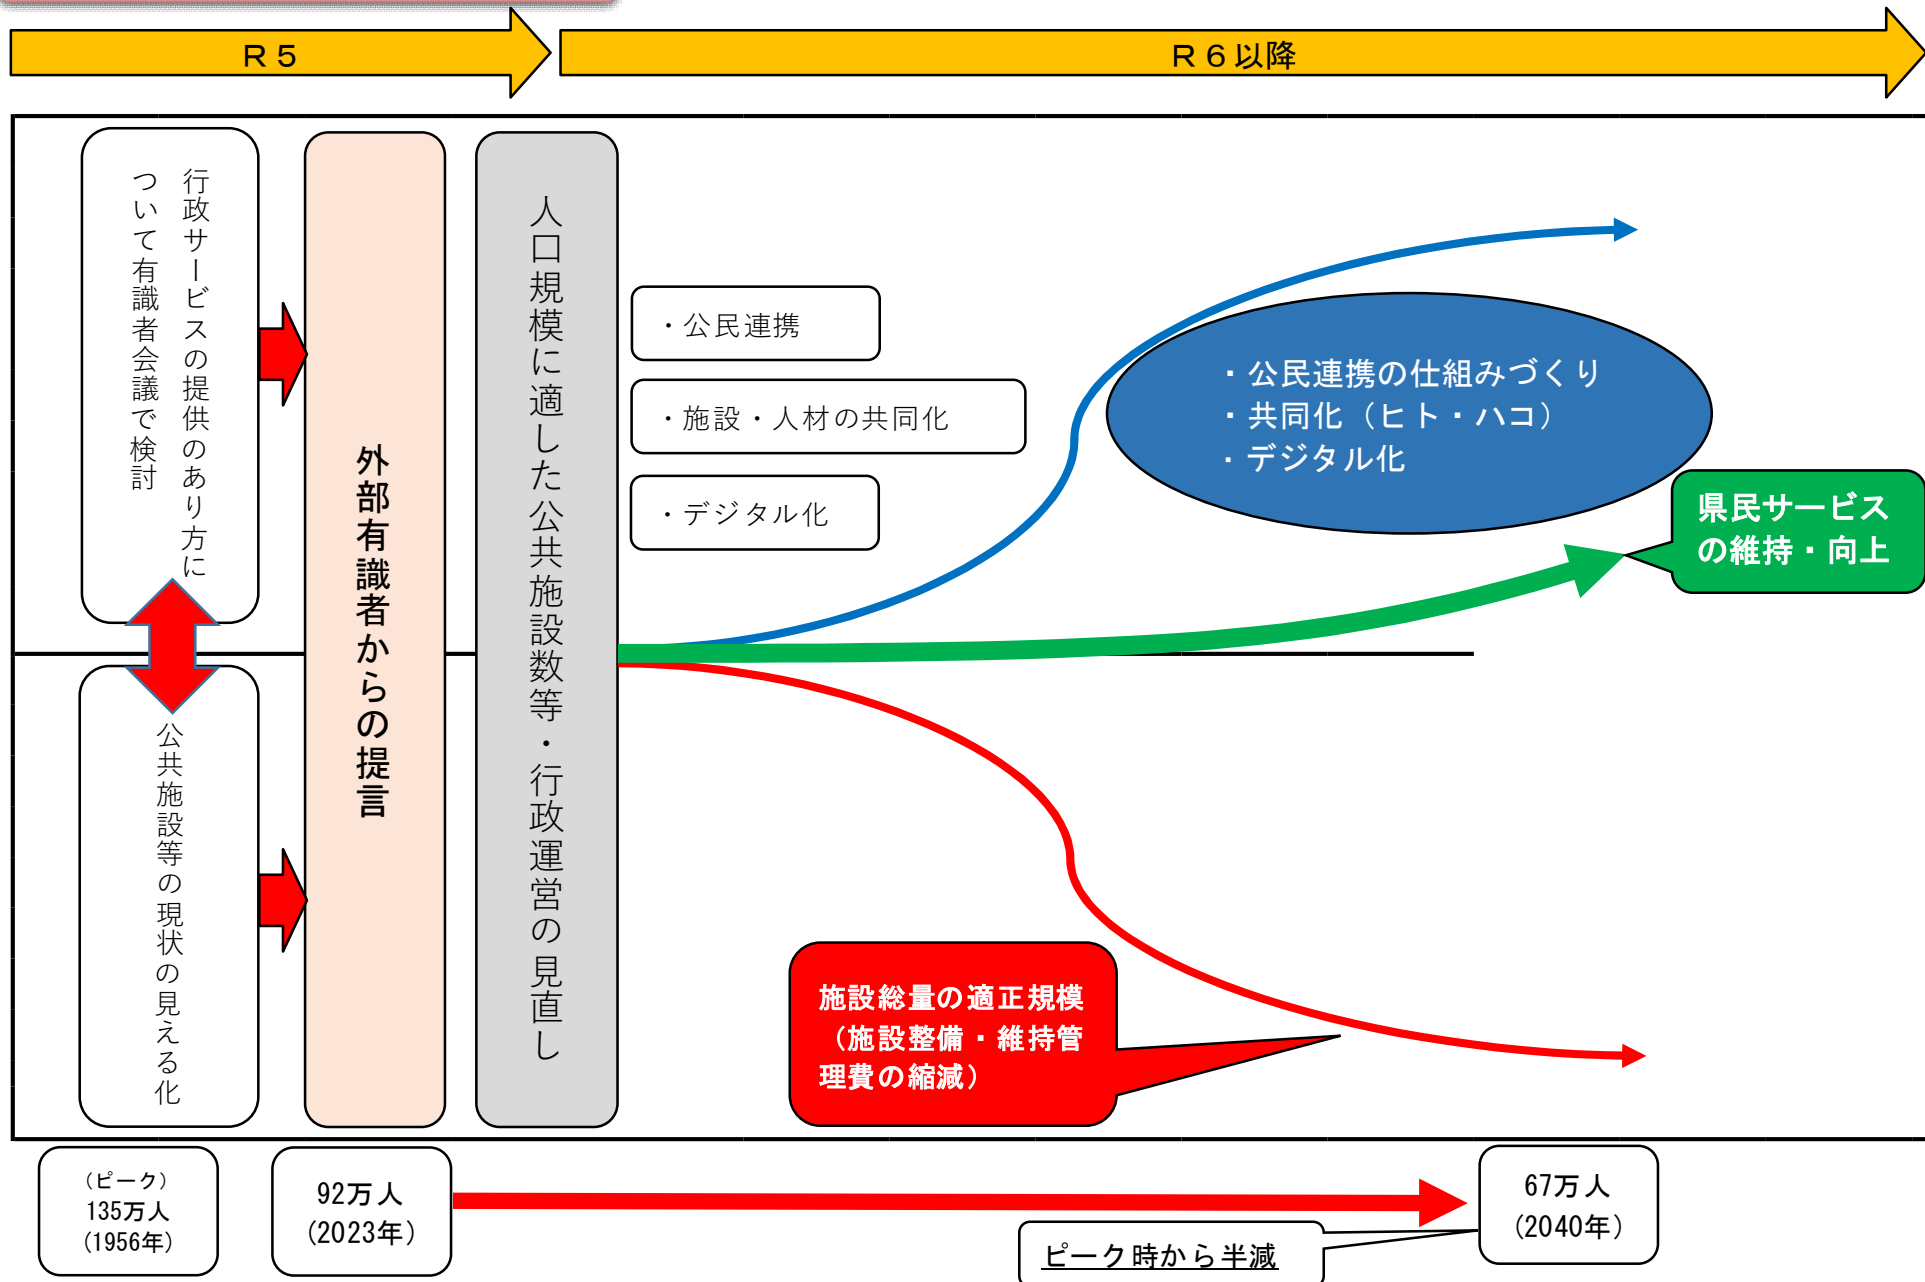 R５
R６以降
行政サービスの提供のあり方に
ついて有識者会議で検討
公共施設等の現状の見える化
外部有識者からの提言
人口規模に適した公共施設数等・行政運営の見直し
・公民連携
・施設・人材の共同化
・デジタル化
・公民連携の仕組みづくり
・共同化（ヒト・ハコ）
・デジタル化
県民サービス
の維持・向上
施設総量の適正規模
（施設整備・維持管
理費の縮減）
（ピーク）
135万人
(1956年)
92万人
(2023年)
ピーク時から半減
67万人
(2040年)